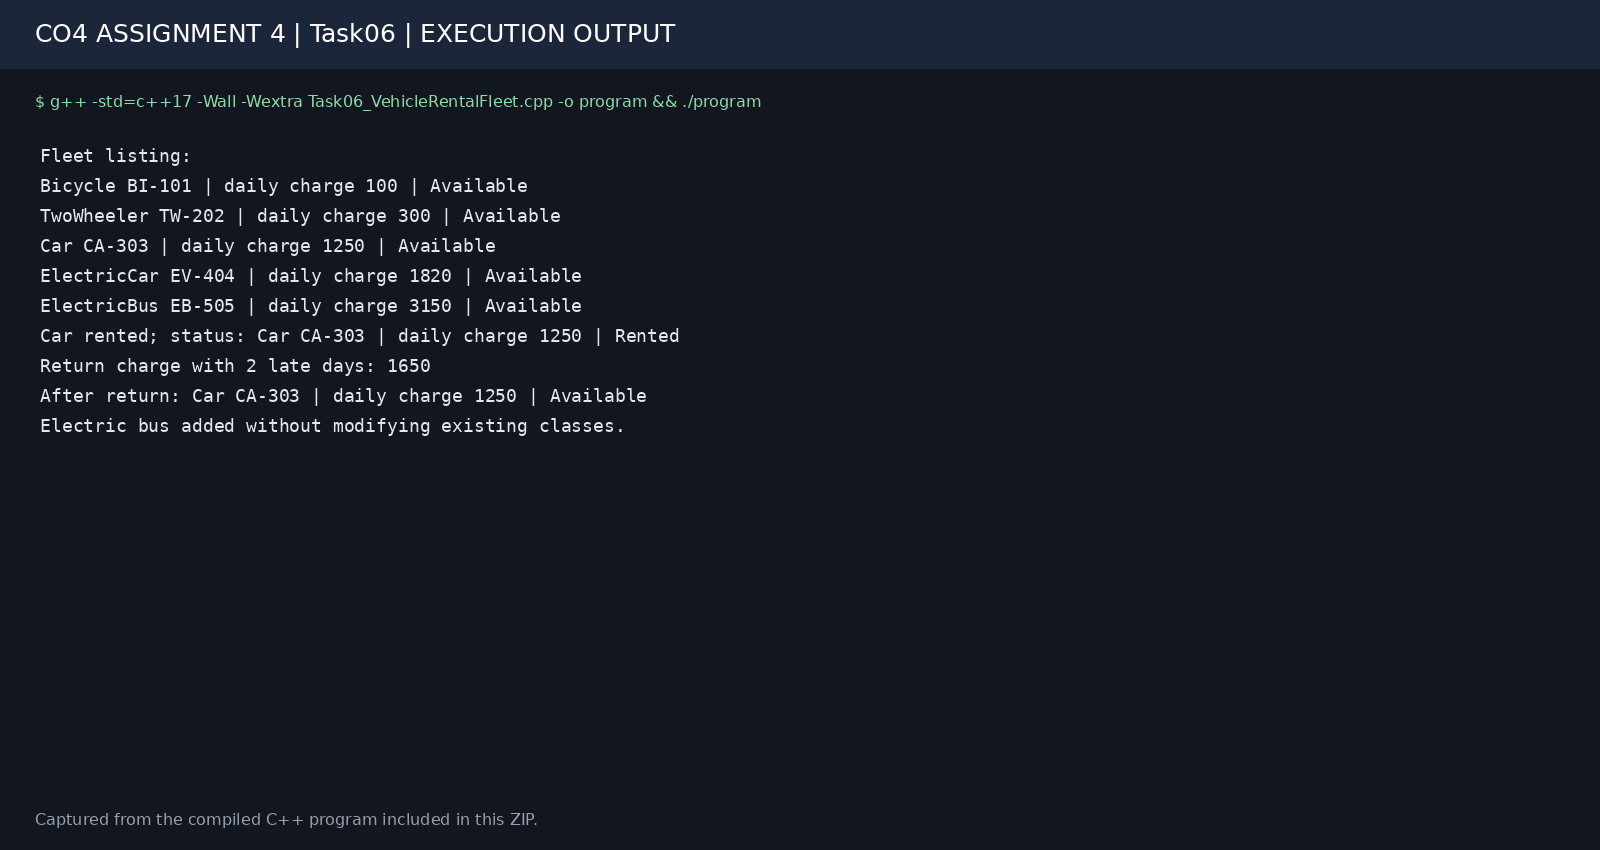 CO4 ASSIGNMENT 4 | Task06 | EXECUTION OUTPUT
$ g++ -std=c++17 -Wall -Wextra Task06_VehicleRentalFleet.cpp -o program && ./program
Fleet listing:
Bicycle BI-101 | daily charge 100 | Available
TwoWheeler TW-202 | daily charge 300 | Available
Car CA-303 | daily charge 1250 | Available
ElectricCar EV-404 | daily charge 1820 | Available
ElectricBus EB-505 | daily charge 3150 | Available
Car rented; status: Car CA-303 | daily charge 1250 | Rented
Return charge with 2 late days: 1650
After return: Car CA-303 | daily charge 1250 | Available
Electric bus added without modifying existing classes.
Captured from the compiled C++ program included in this ZIP.